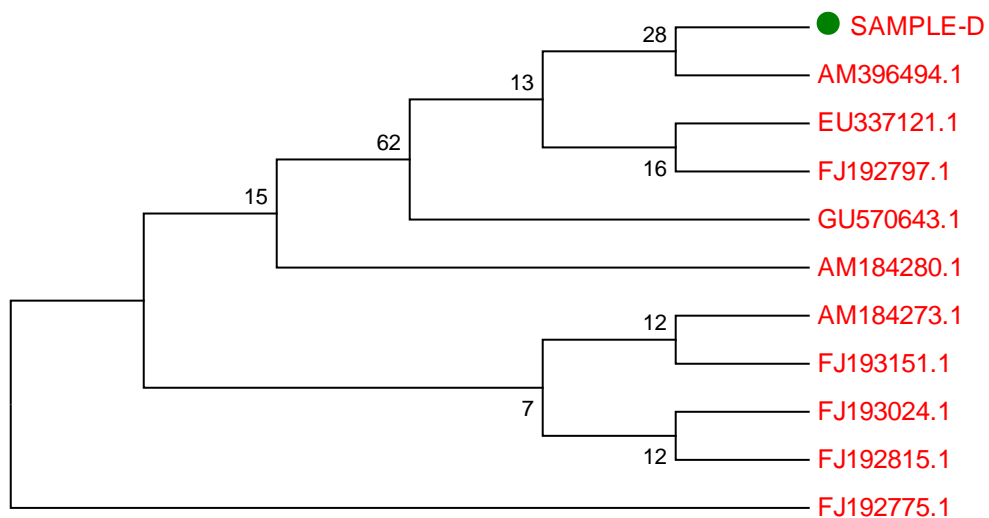 28
SAMPLE-D
AM396494.1
13
EU337121.1
62
16
FJ192797.1
15
GU570643.1
AM184280.1
12
AM184273.1
FJ193151.1
7
FJ193024.1
12
FJ192815.1
FJ192775.1